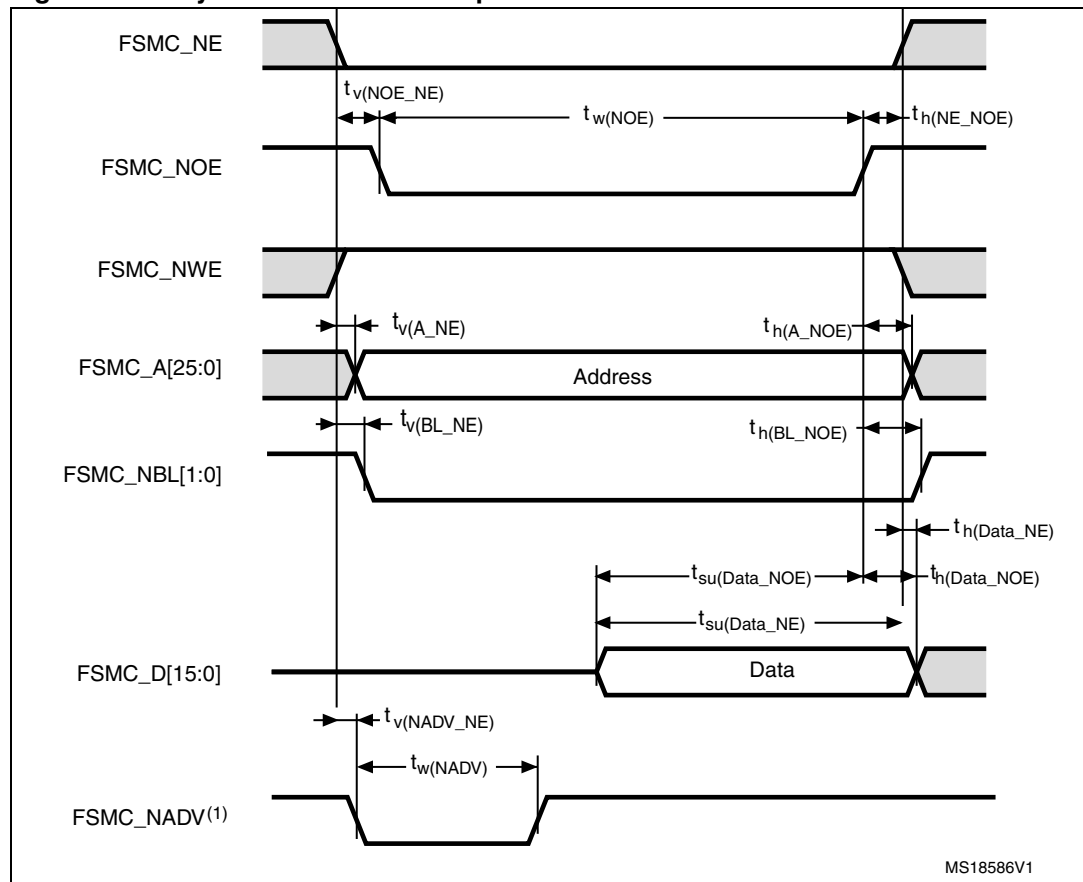 FSMC_NE
tv(NOE_NE)
tw(NOE)
th(NE_NOE)
FSMC_NOE
FSMC_NWE
tv(A_NE)
th(A_NOE)
FSMC_A[25:0]
Address
tv(BL_NE)
th(BL_NOE)
FSMC_NBL[1:0]
th(Data_NE)
tsu(Data_NOE)
th(Data_NOE)
tsu(Data_NE)
FSMC_D[15:0]
Data
tv(NADV_NE)
tw(NADV)
FSMC_NADV(1)
MS18586V1